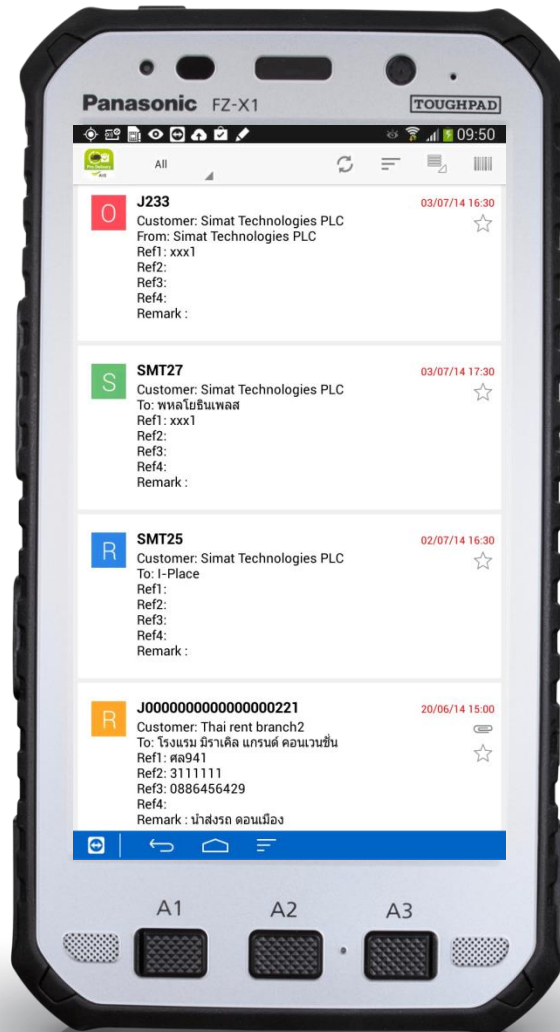 Panasonic FZ-X1
TOUGHPAD
09:50
All
O
J233
03/07/14 16:30
Customer: Simat Technologies PLC
From: Simat Technologies PLC
Ref1: xxx1
Ref2:
Ref3:
Ref4:
Remark :
S
SMT27
03/07/14 17:30
Customer: Simat Technologies PLC
To: พหลโยธินเพลส
Ref1: xxx1
Ref2:
Ref3:
Ref4:
Remark :
R
SMT25
02/07/14 16:30
Customer: Simat Technologies PLC
To: I-Place
Ref1:
Ref2:
Ref3:
Ref4:
Remark :
R
J0000000000000000221
20/06/14 15:00
Customer: Thai rent branch2
To: โรงแรม มิราเคิล แกรนด์ คอนเวนชั่น
Ref1: ศล941
Ref2: 3111111
Ref3: 0886456429
Ref4:
Remark : นำส่งรถ ดอนเมือง
A1 A2 A3